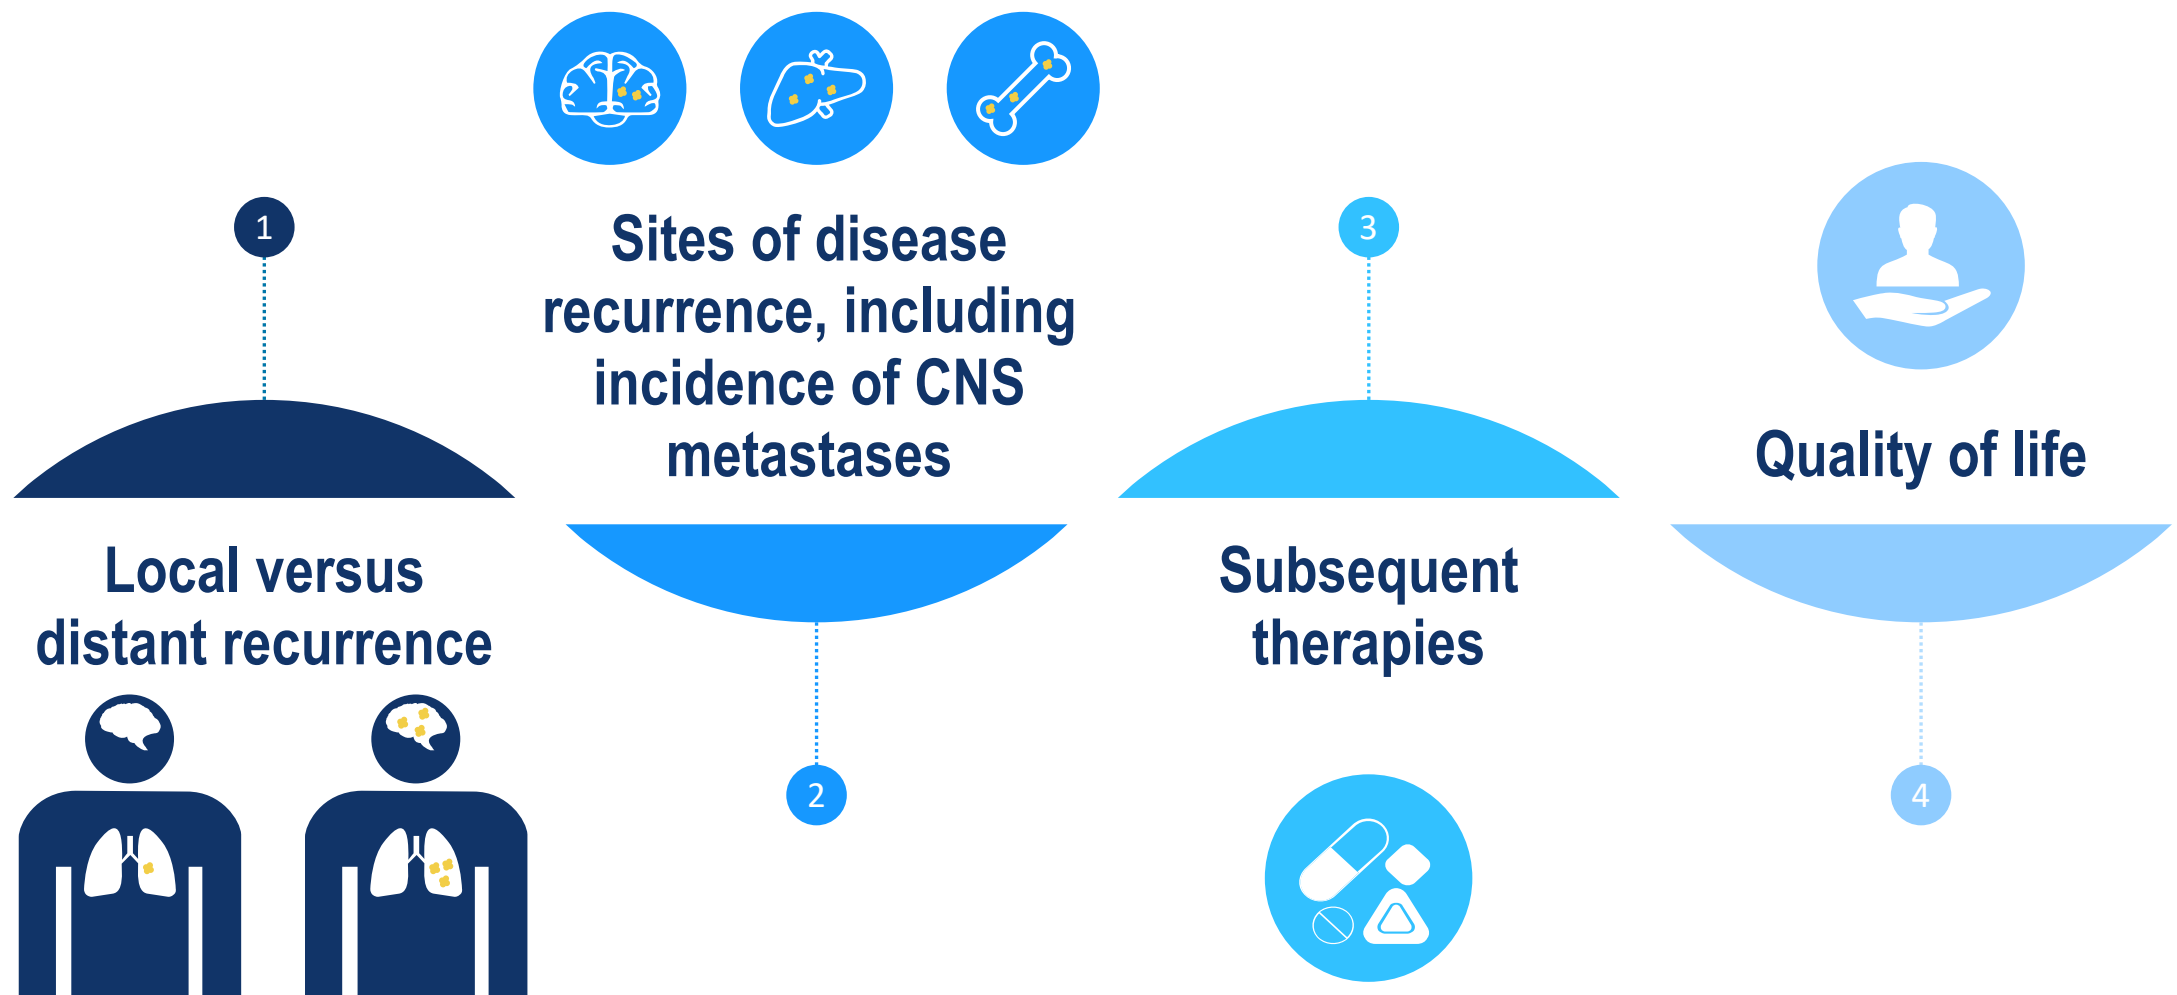 1
Local versus
distant recurrence
Sites of disease
recurrence, including
incidence of CNS
metastases
2
3
Subsequent
therapies
Quality of life
4